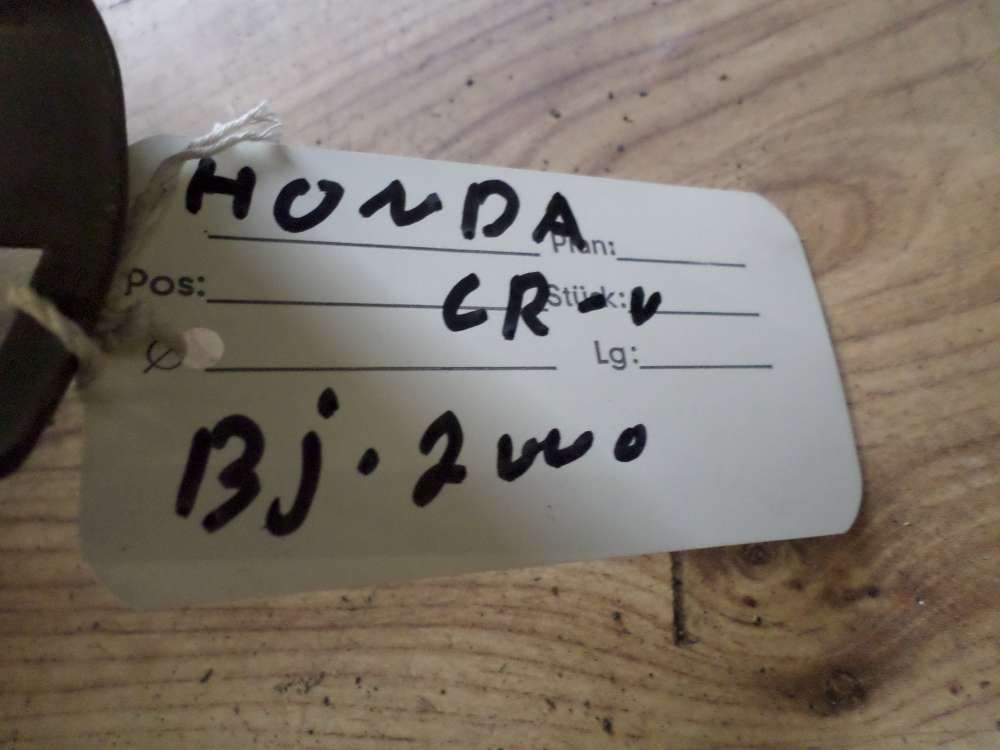 HONDA
Plan:
Pos:
CR-V
Stück:
Ø
Lg:
Bj. 2000